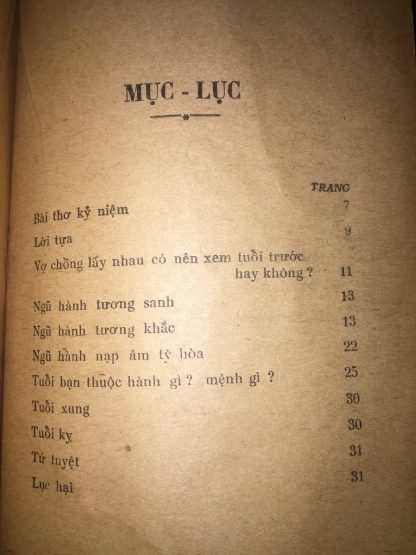 MỤC - LỤC
TRANG
Bài thơ kỷ niệm 7
Lời tựa 9
Vợ chồng lấy nhau có nên xem tuổi trước
hay không ? 11
Ngũ hành tương sanh 13
Ngũ hành tương khắc 13
Ngũ hành nạp âm tỷ hòa 22
Tuổi bạn thuộc hành gì ? mệnh gì ? 25
Tuổi xung 30
Tuổi kỵ 30
Tứ tuyệt 31
Lục hại 31